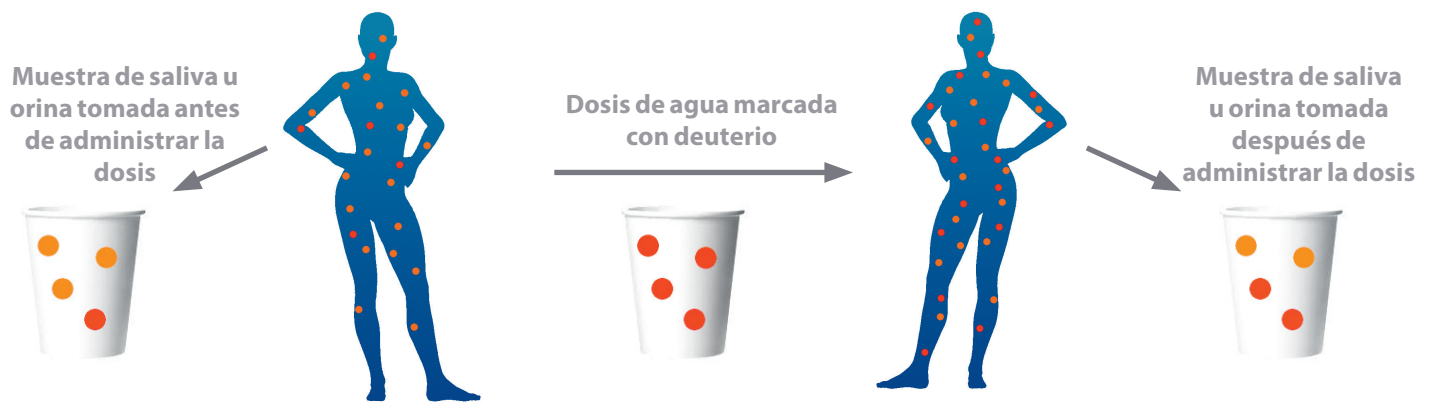 Muestra de saliva u
orina tomada antes
de administrar la
dosis
Dosis de agua marcada
con deuterio
Muestra de saliva
u orina tomada
después de
administrar la dosis